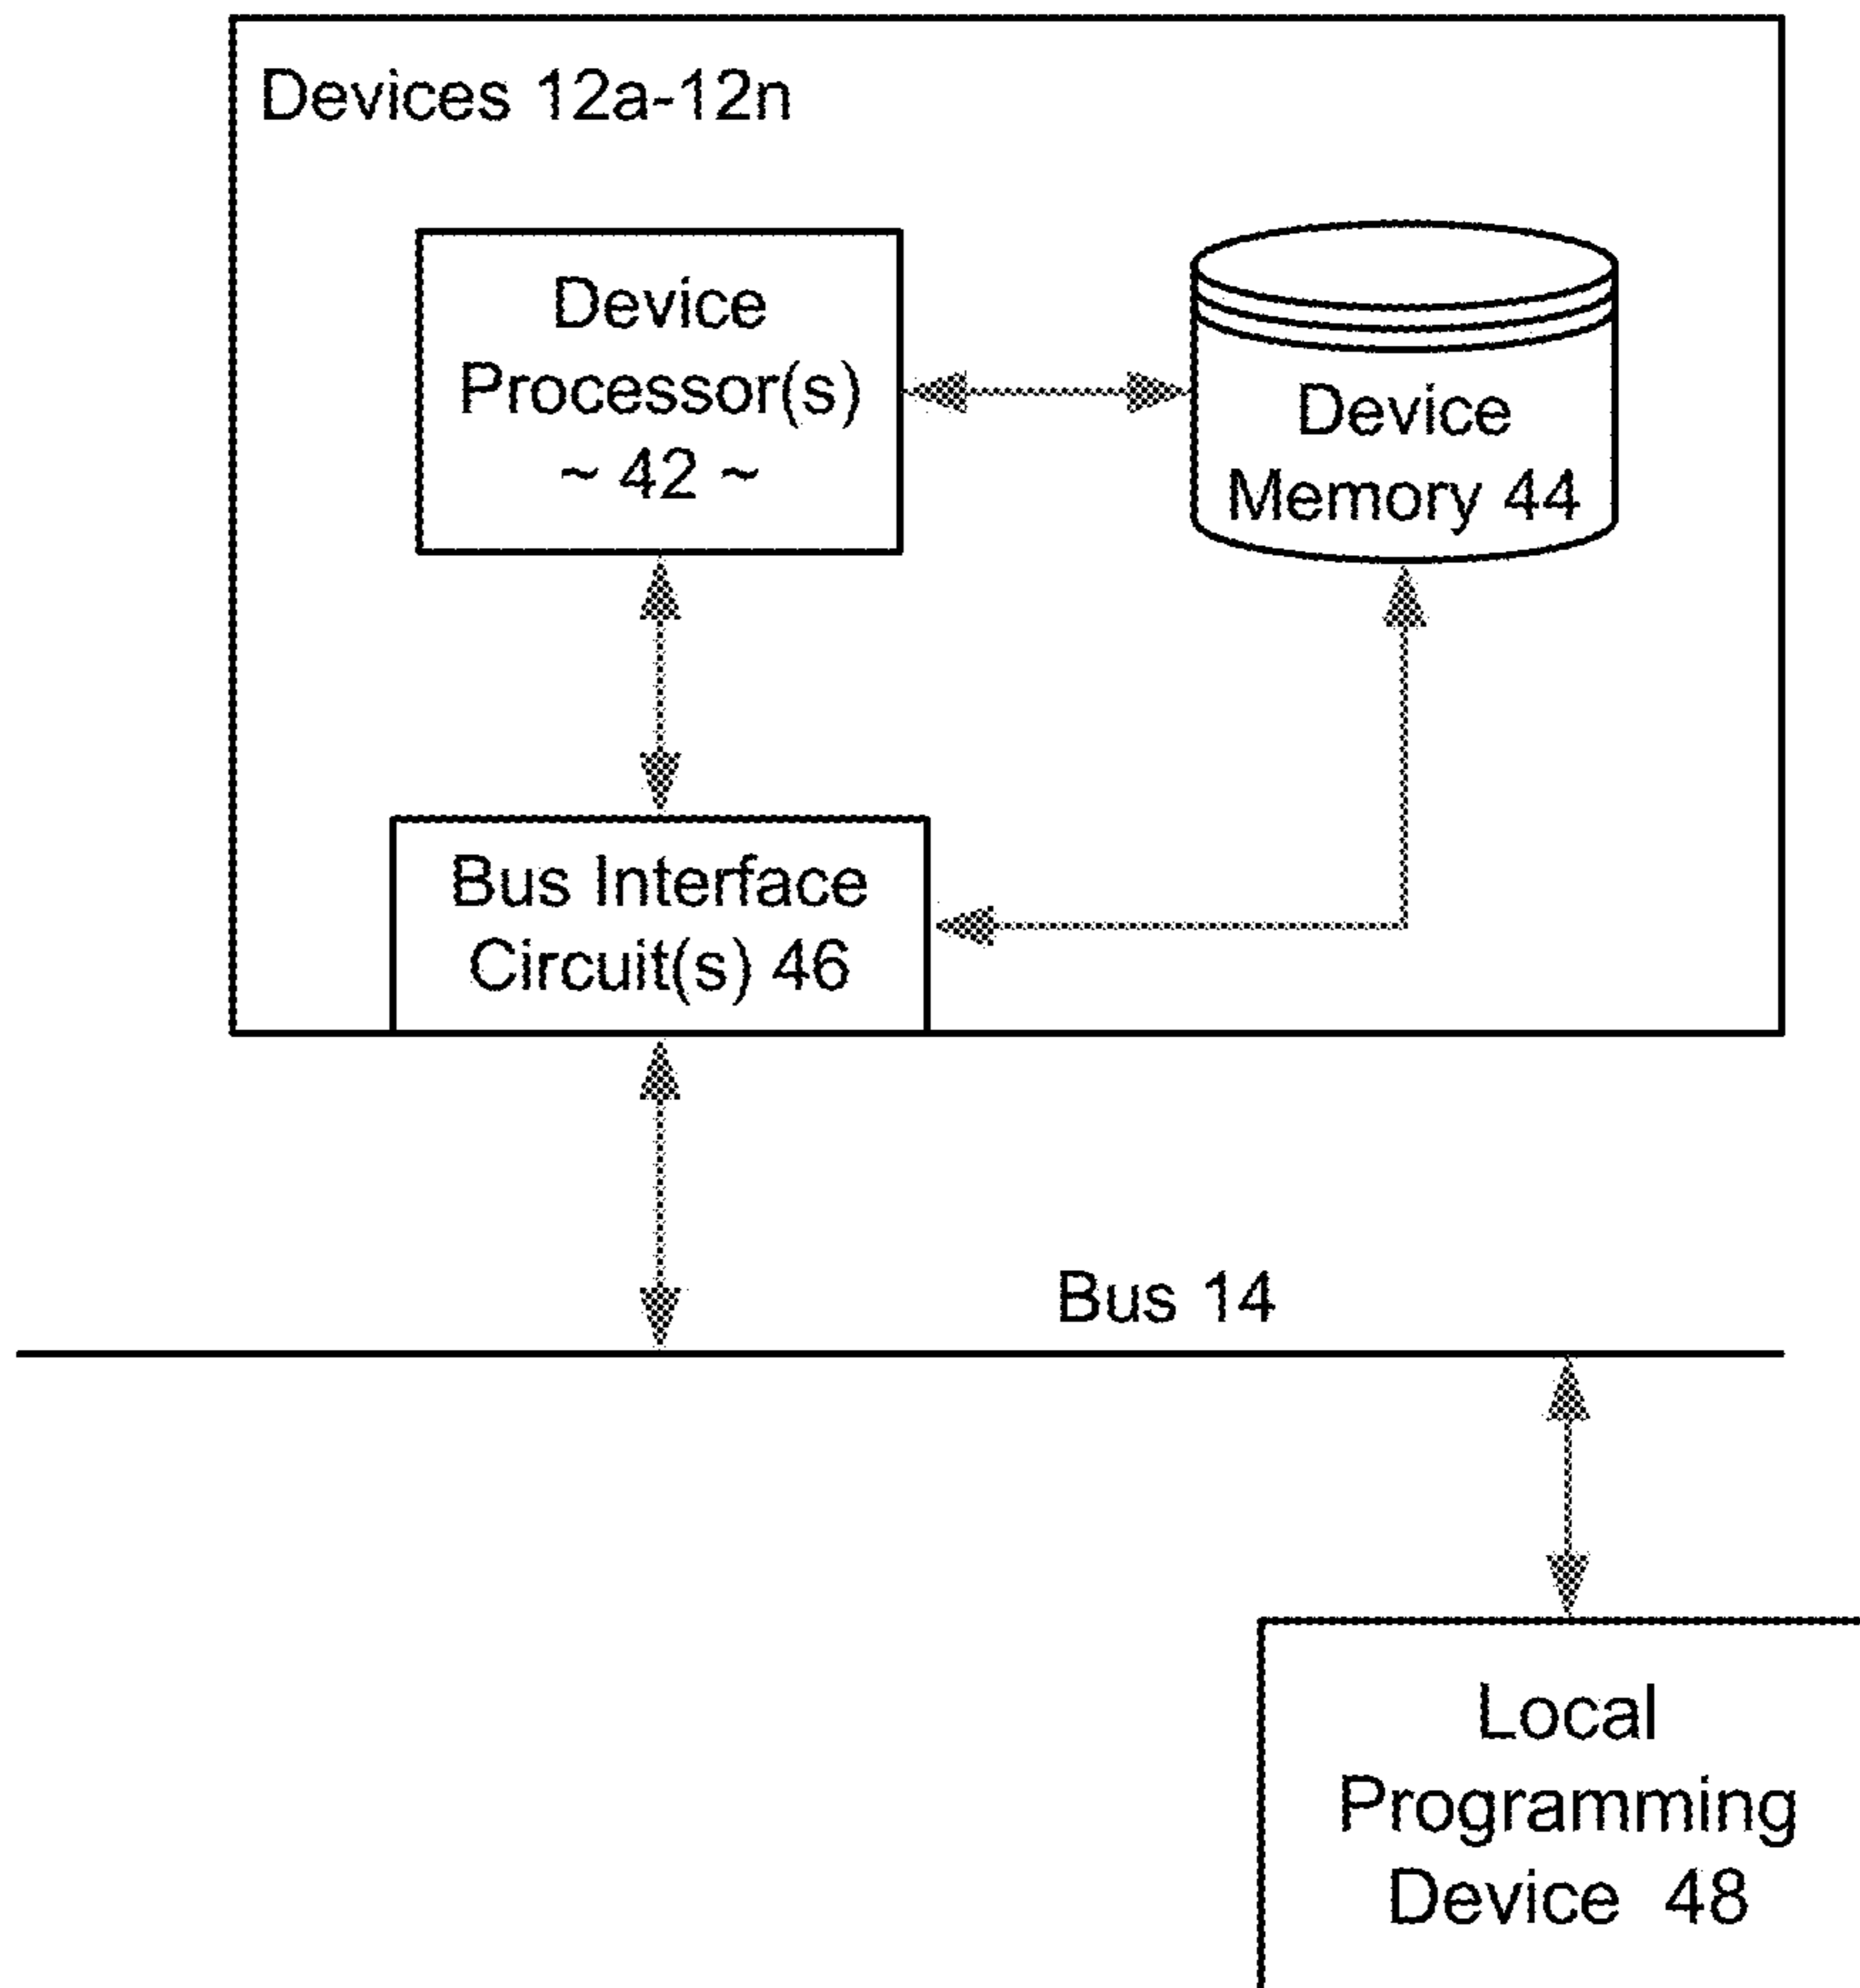 Devices 12a-12n
Device
Processor(s)
~ 42 ~
Device
Memory 44
Bus Interface
Circuit(s) 46
Bus 14
Local
Programming
Device 48